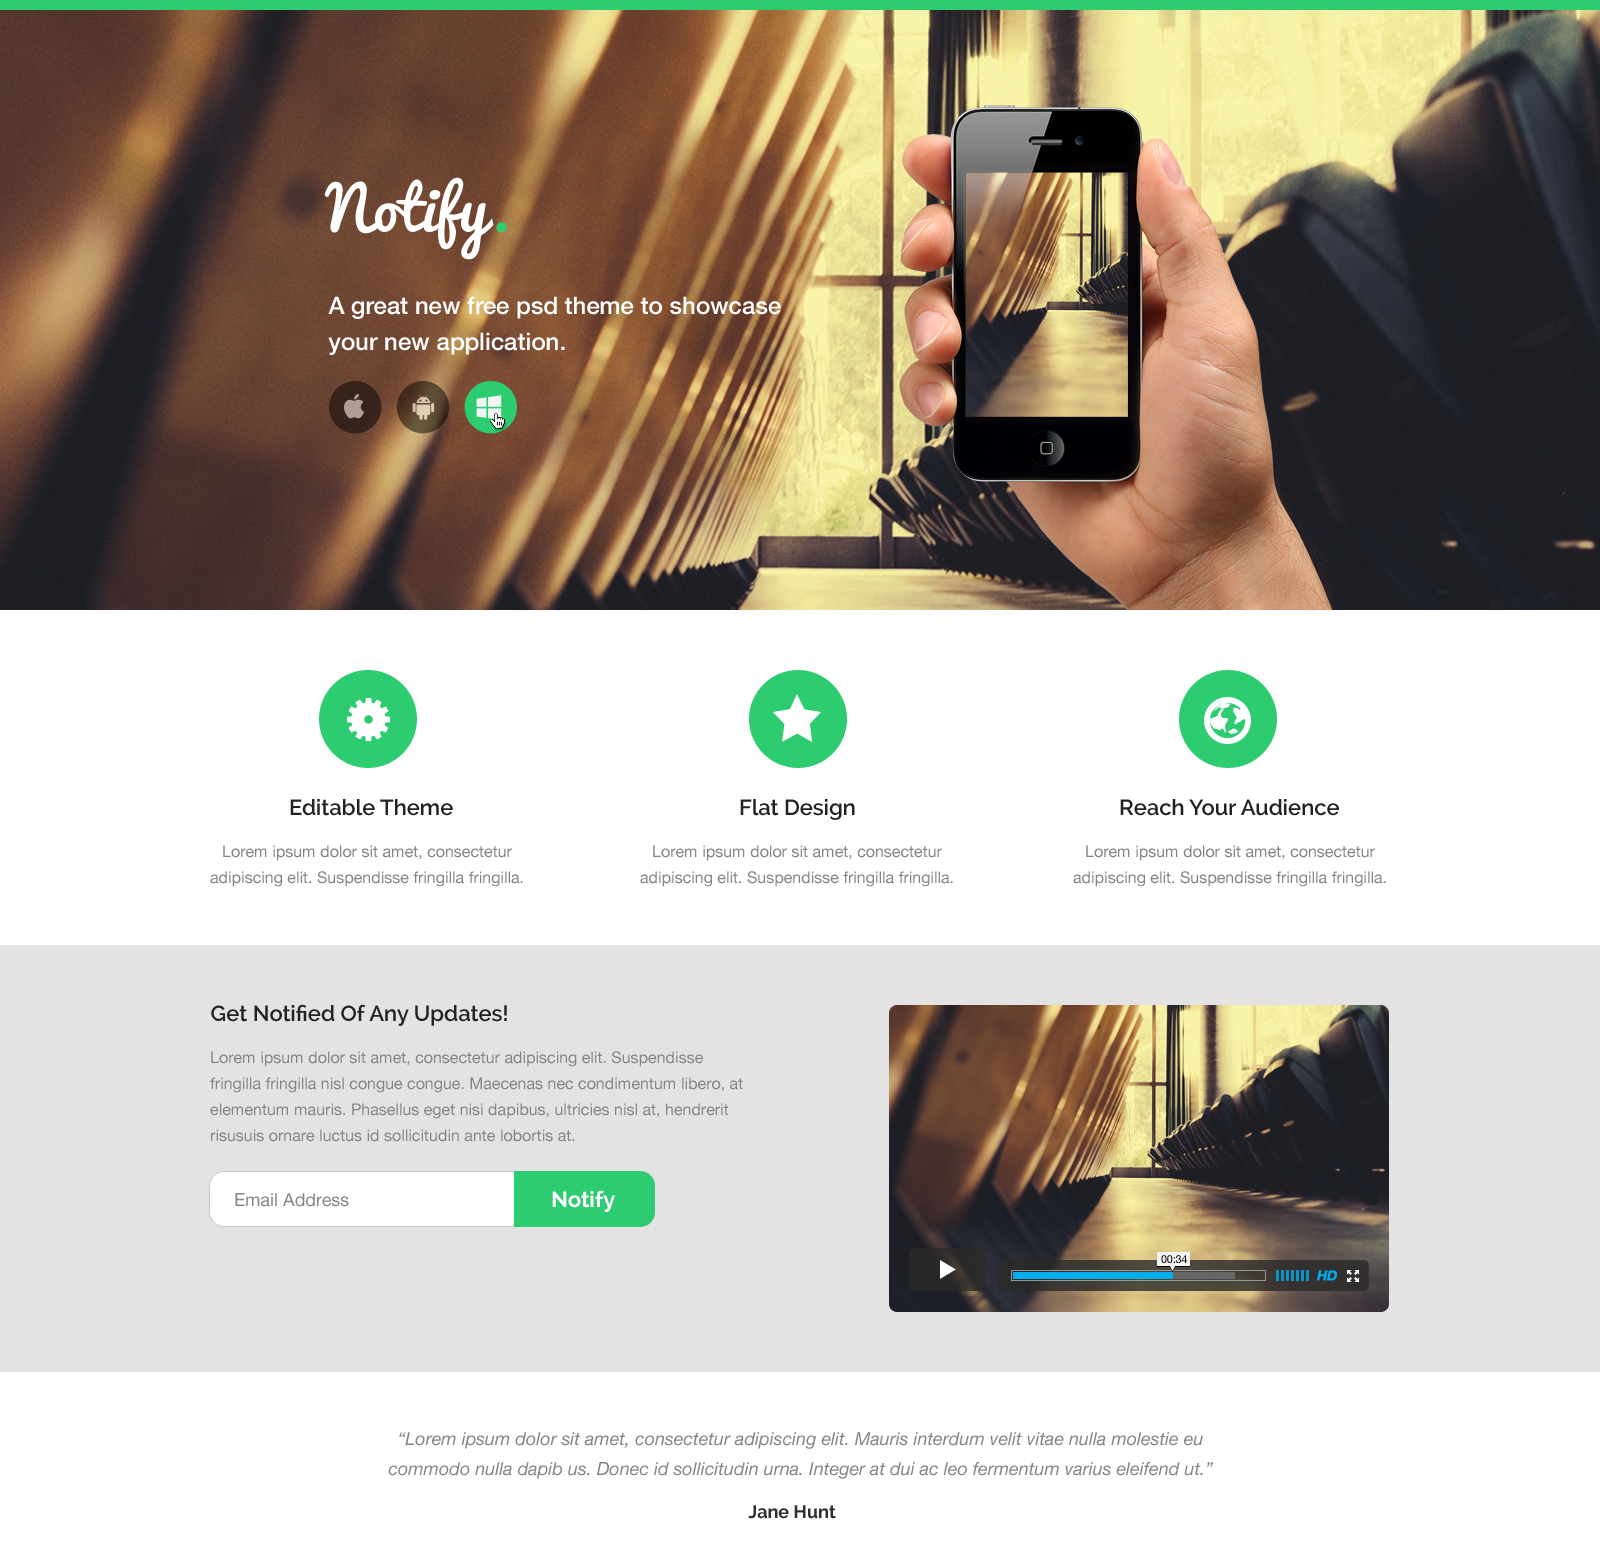 Notify.
A great new free psd theme to showcase
your new application.
Editable Theme
Lorem ipsum dolor sit amet, consectetur
adipiscing elit. Suspendisse fringilla fringilla.
Flat Design
Lorem ipsum dolor sit amet, consectetur
adipiscing elit. Suspendisse fringilla fringilla.
Reach Your Audience
Lorem ipsum dolor sit amet, consectetur
adipiscing elit. Suspendisse fringilla fringilla.
Get Notified Of Any Updates!
Lorem ipsum dolor sit amet, consectetur adipiscing elit. Suspendisse
fringilla fringilla nisl congue congue. Maecenas nec condimentum libero, at
elementum mauris. Phasellus eget nisi dapibus, ultricies nisl at, hendrerit
risusuis ornare luctus id sollicitudin ante lobortis at.
Email Address
Notify
00:34
HD
“Lorem ipsum dolor sit amet, consectetur adipiscing elit. Mauris interdum velit vitae nulla molestie eu
commodo nulla dapib us. Donec id sollicitudin urna. Integer at dui ac leo fermentum varius eleifend ut.”
Jane Hunt